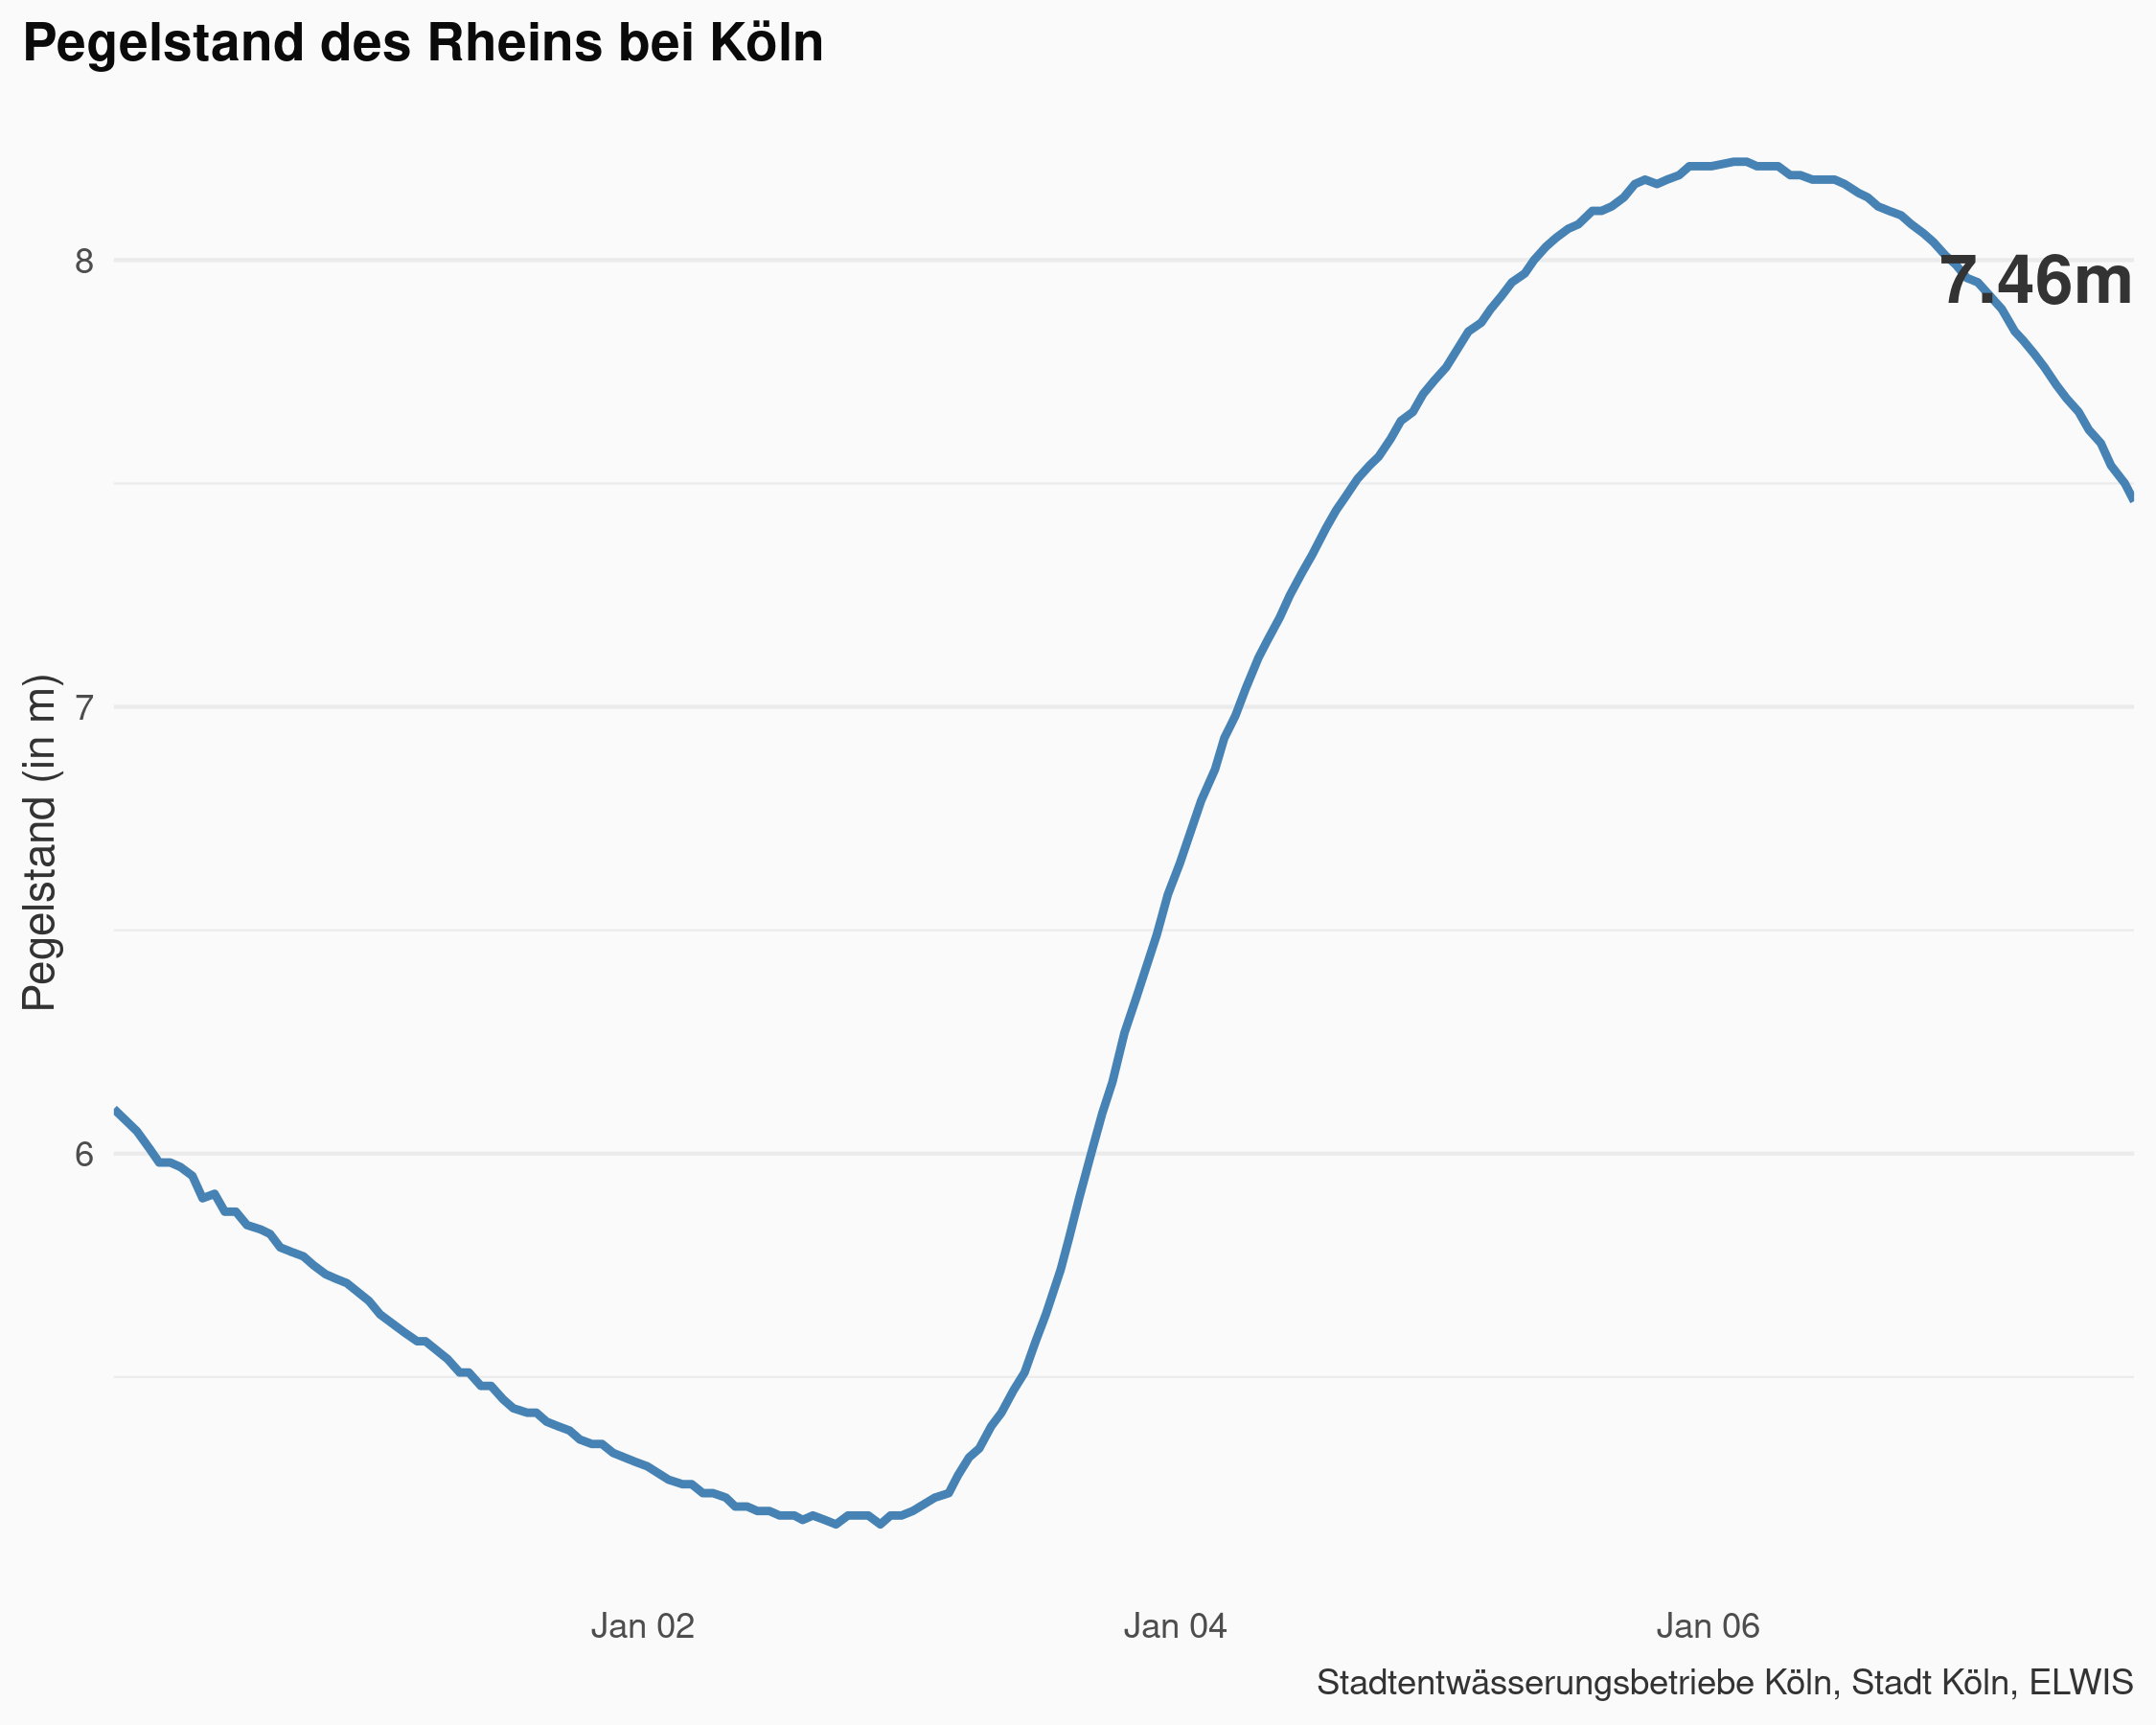 Pegelstand des Rheins bei Köln
8
7.46m
7
Pegelstand (in m)
6
Jan 02
Jan 04
Jan 06
Stadtentwässerungsbetriebe Köln, Stadt Köln, ELWIS